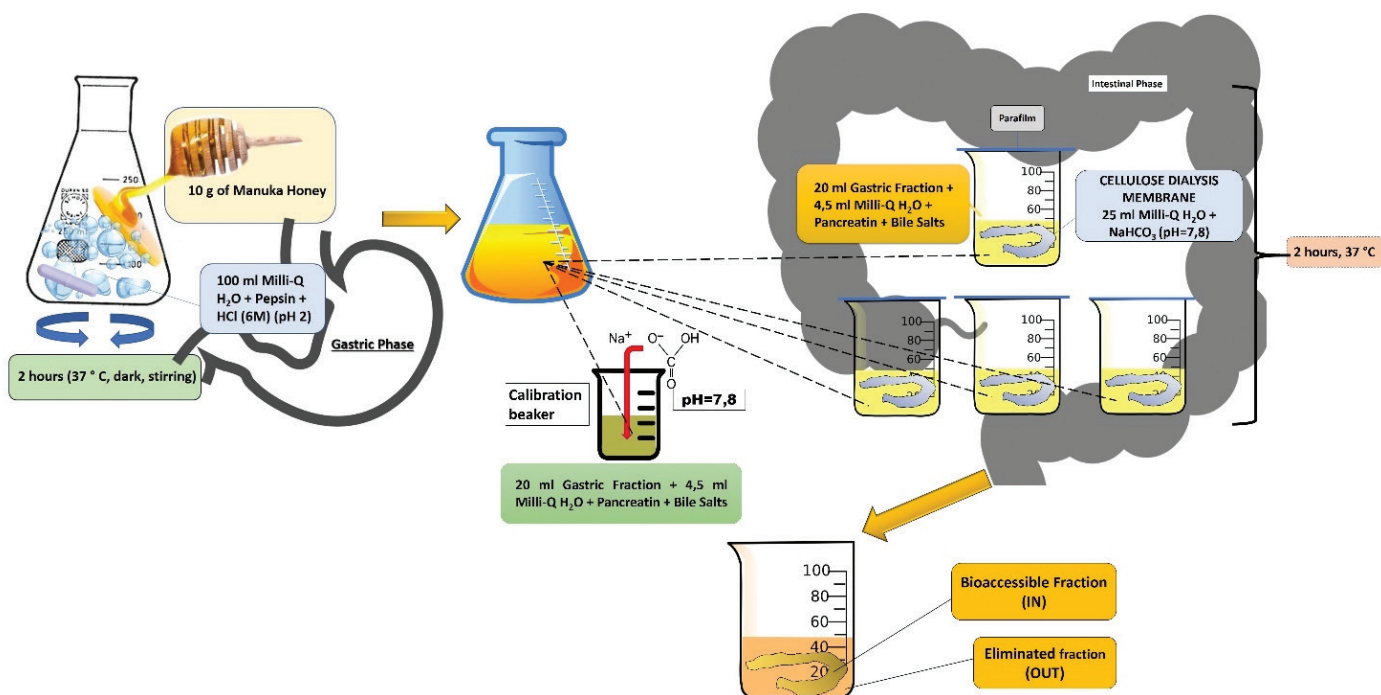 10 g of Manuka Honey
250
100
100 ml Milli-Q
H₂O + Pepsin +
HCl (6M) (pH 2)
Gastric Phase
2 hours (37 ° C, dark, stirring)
Calibration
beaker
Na⁺
O⁻
OH
C
O
pH=7,8
20 ml Gastric Fraction + 4,5 ml
Milli-Q H₂O + Pancreatin + Bile Salts
Intestinal Phase
Parafilm
20 ml Gastric Fraction +
4,5 ml Milli-Q H₂O +
Pancreatin + Bile Salts
100
80
60
CELLULOSE DIALYSIS
MEMBRANE
25 ml Milli-Q H₂O +
NaHCO₃ (pH=7,8)
2 hours, 37 °C
100
80
60
100
80
60
100
80
60
100
80
60
40
20
Bioaccessible Fraction
(IN)
Eliminated fraction
(OUT)